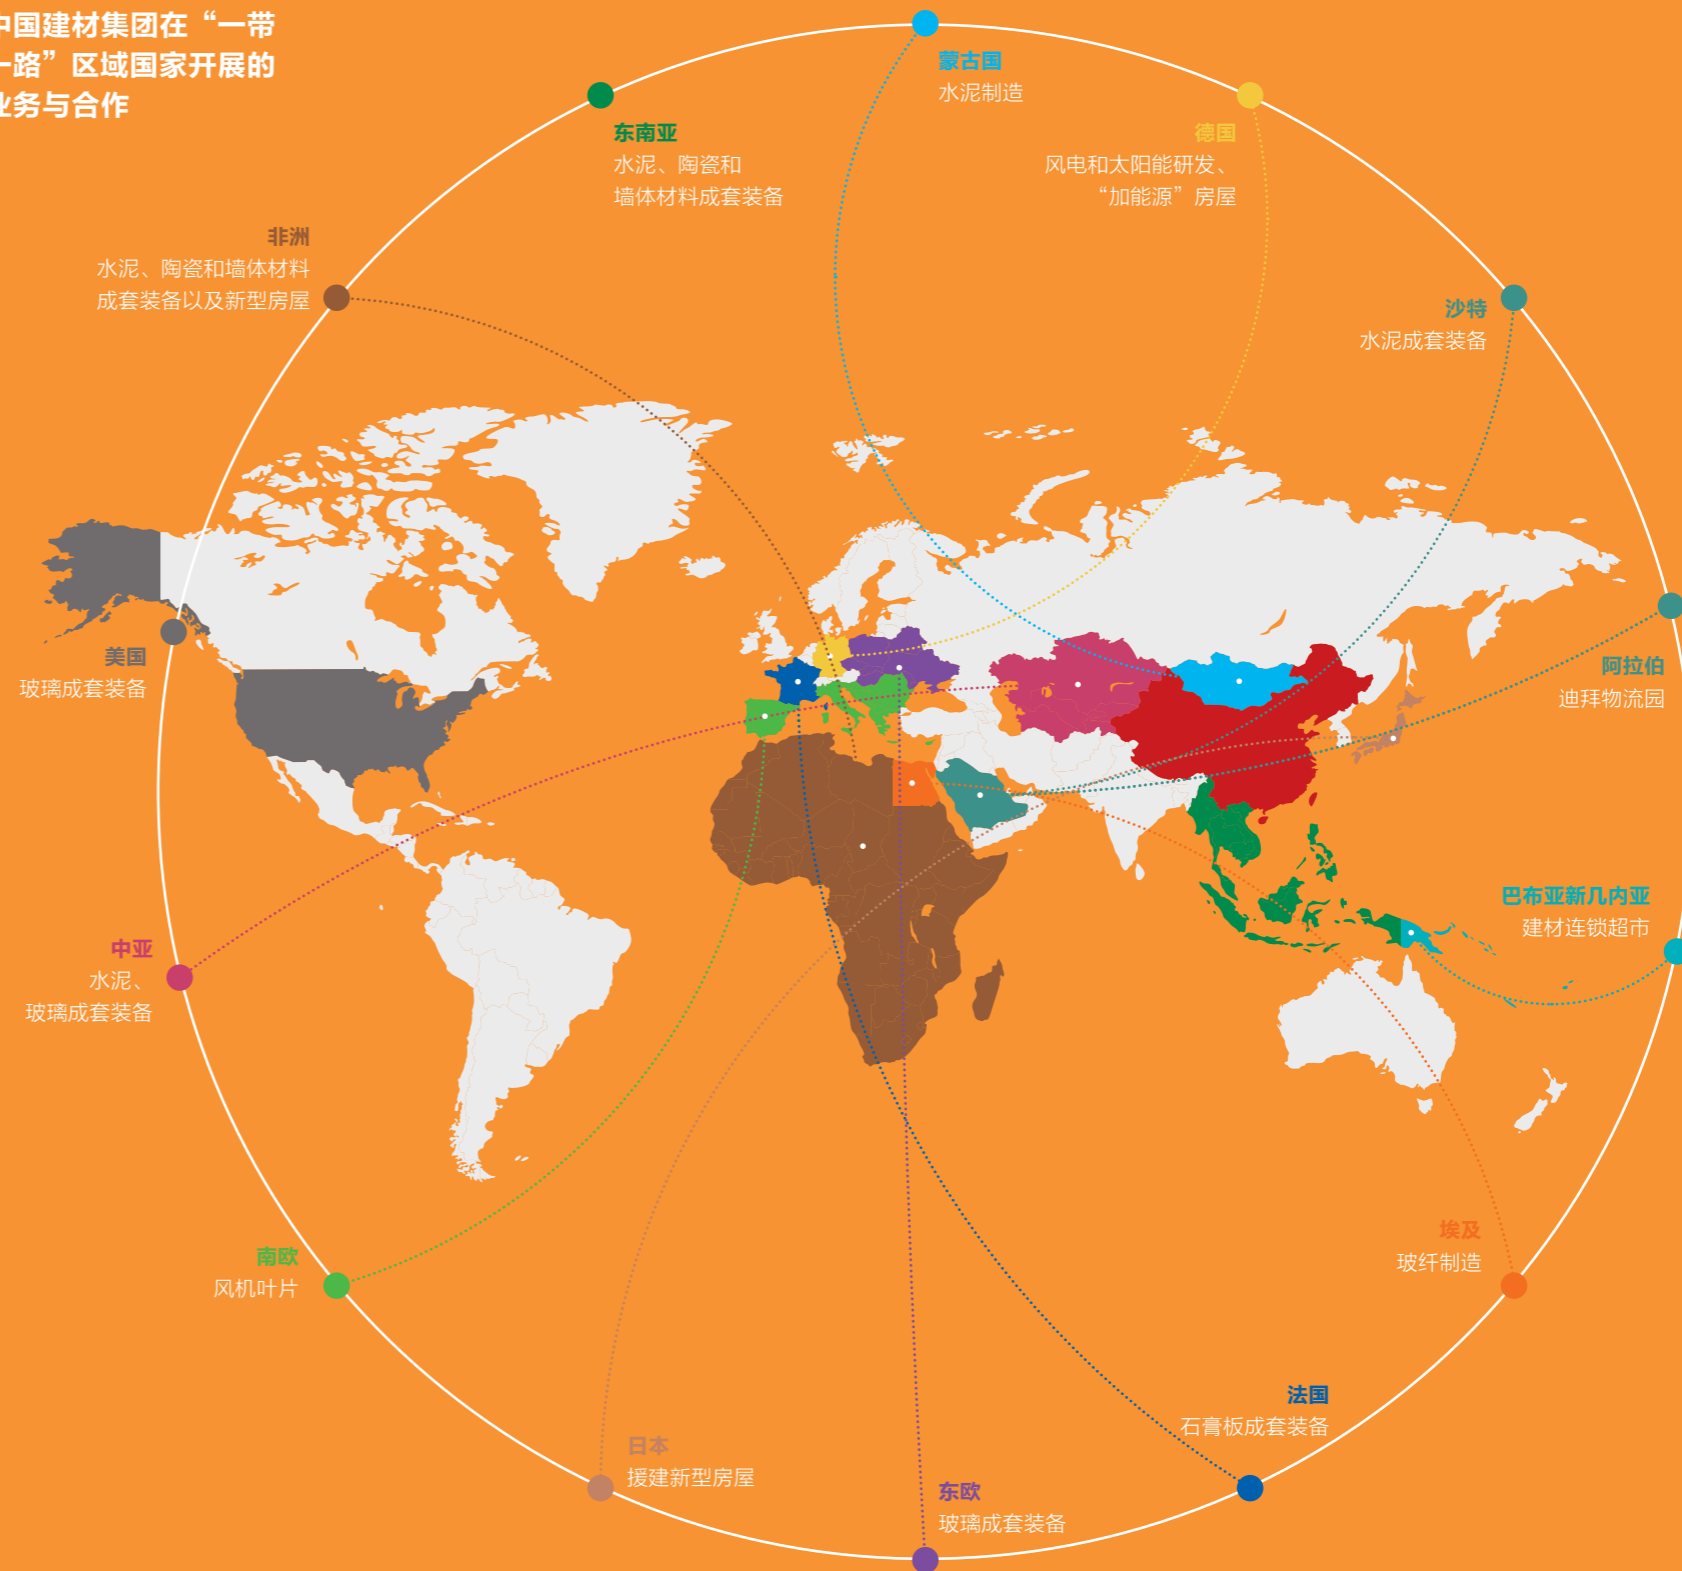 中国建材集团在“一带
一路”区域国家开展的
业务与合作
蒙古国
水泥制造
东南亚
水泥、陶瓷和
墙体材料成套装备
德国
风电和太阳能研发、
“加能源”房屋
非洲
水泥、陶瓷和墙体材料
成套装备以及新型房屋
沙特
水泥成套装备
美国
玻璃成套装备
阿拉伯
迪拜物流园
巴布亚新几内亚
建材连锁超市
中亚
水泥、
玻璃成套装备
南欧
风机叶片
埃及
玻纤制造
法国
石膏板成套装备
日本
援建新型房屋
东欧
玻璃成套装备